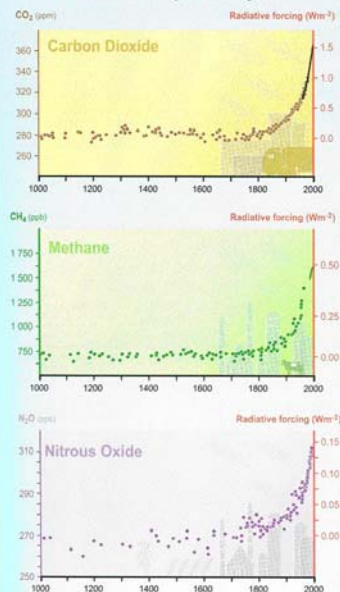 CO₂ (ppm) Radiative forcing (Wm⁻²)
Carbon Dioxide
360
340
320
300
280
260
1.5
1.0
0.5
0.0
1000 1200 1400 1600 1800 2000
CH₄ (ppb) Radiative forcing (Wm⁻²)
Methane
1 750
1 500
1 250
1 000
750
0.50
0.25
0.00
1000 1200 1400 1600 1800 2000
N₂O (ppb) Radiative forcing (Wm⁻²)
Nitrous Oxide
310
290
270
250
0.15
0.10
0.05
0.00
1000 1200 1400 1600 1800 2000